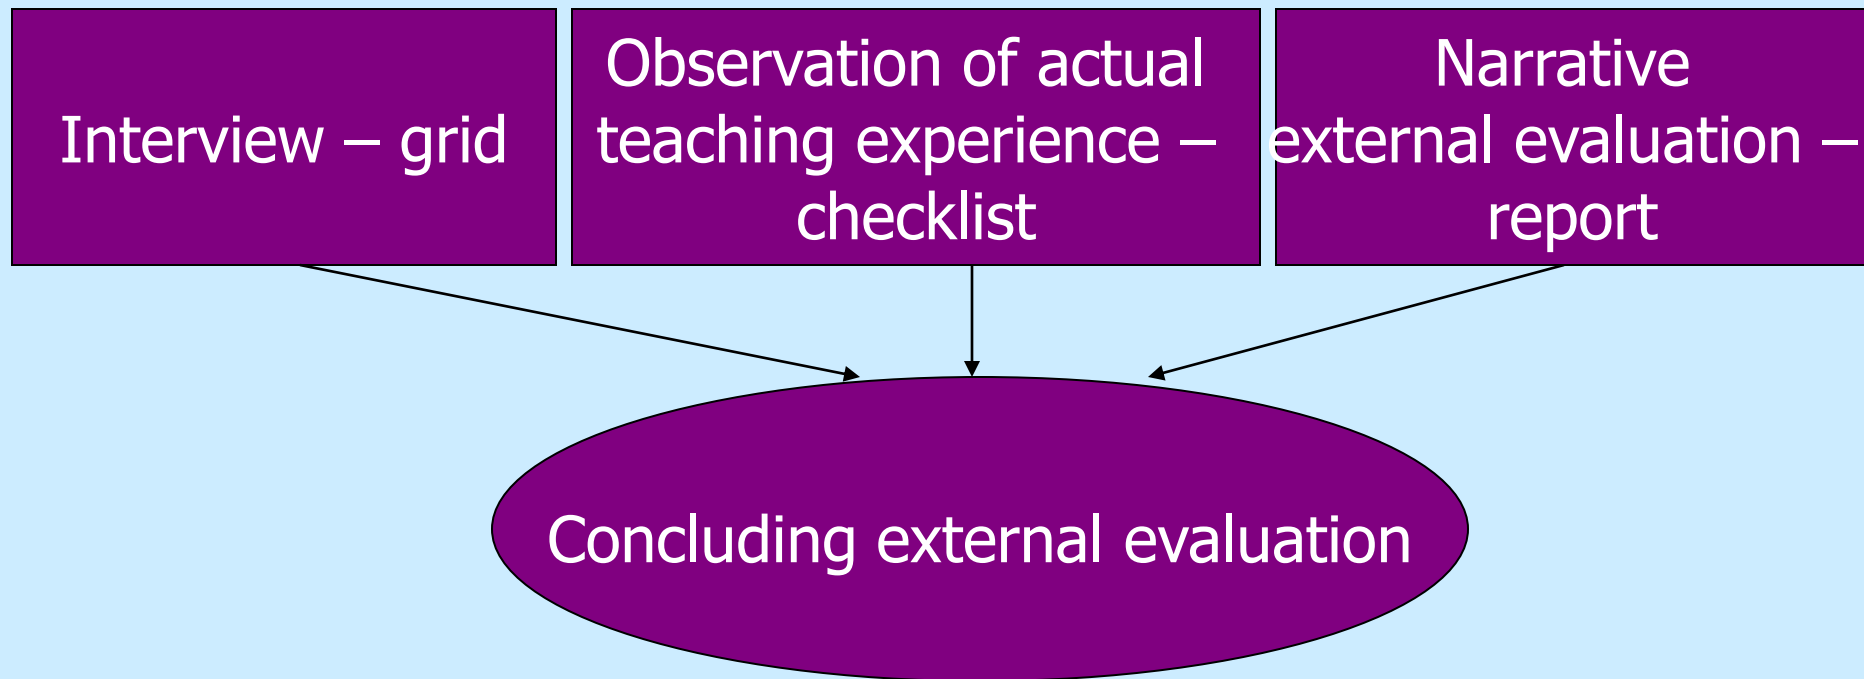 Interview – grid
Observation of actual
teaching experience –
checklist
Narrative
external evaluation –
report
Concluding external evaluation